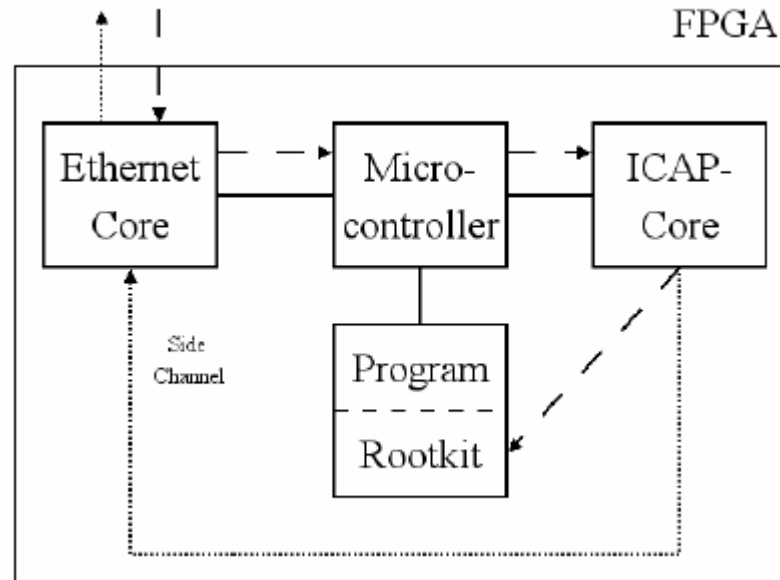 FPGA
Ethernet
Core
Micro-
controller
ICAP-
Core
Side
Channel
Program
Rootkit